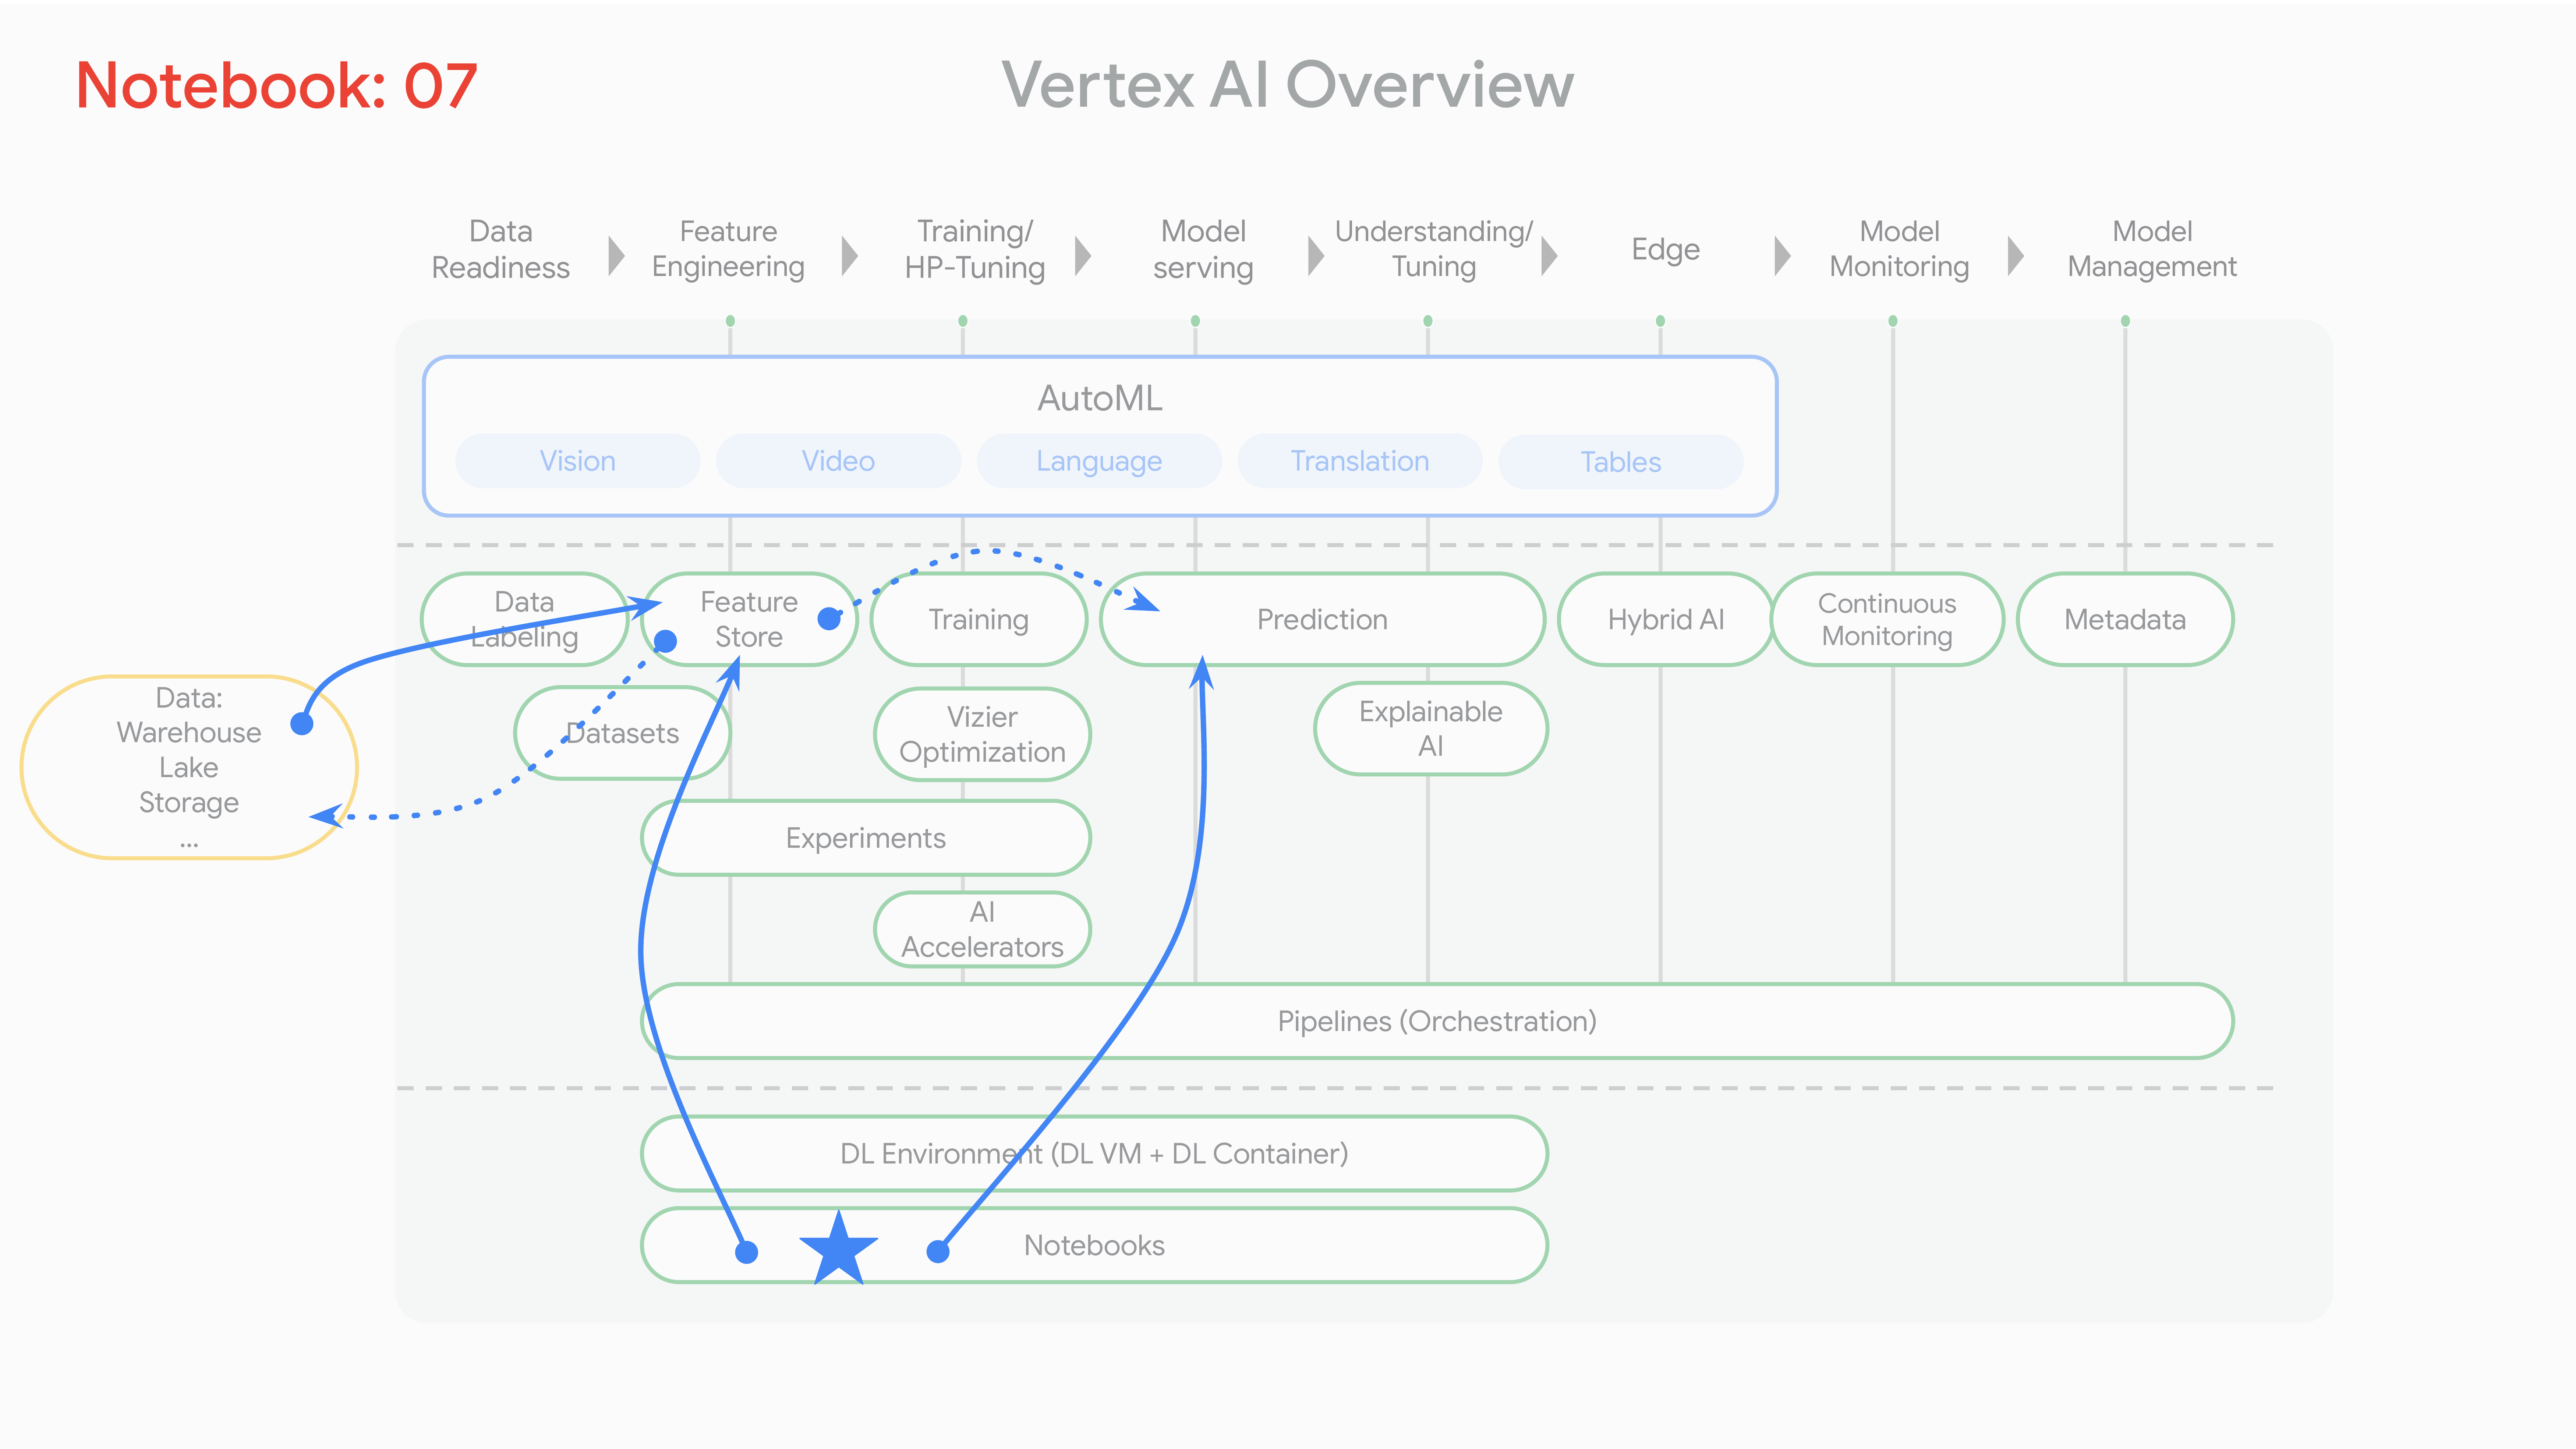 Notebook: 07
Vertex AI Overview
Data
Readiness
Feature
Engineering
Training/
HP-Tuning
Model
serving
Understanding/
Tuning
Edge
Model
Monitoring
Model
Management
AutoML
Vision
Video
Language
Translation
Tables
Data
Labeling
Feature
Store
Training
Prediction
Hybrid AI
Continuous
Monitoring
Metadata
Data:
Warehouse
Lake
Storage
...
Datasets
Vizier
Optimization
Explainable
AI
Experiments
AI
Accelerators
Pipelines (Orchestration)
DL Environment (DL VM + DL Container)
Notebooks